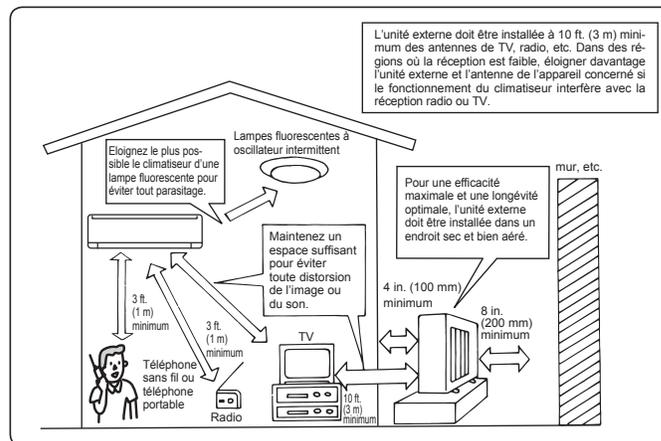 L'unité externe doit être installée à 10 ft. (3 m) mini-
mum des antennes de TV, radio, etc. Dans des ré-
gions où la réception est faible, éloigner davantage
l'unité externe et l'antenne de l'appareil concerné si
le fonctionnement du climatiseur interfère avec la
réception radio ou TV.
Lampes fluorescentes à
oscillateur intermittent
Eloignez le plus pos-
sible le climatiseur d'une
lampe fluorescente pour
éviter tout parasitage.
mur, etc.
Pour une efficacité
maximale et une longévité
optimale, l'unité externe
doit être installée dans un
endroit sec et bien aéré.
Maintenez un
espace suffisant
pour éviter
toute distorsion
de l'image ou
du son.
4 in. (100 mm)
minimum
8 in.
(200 mm)
minimum
3 ft.
(1 m)
minimum
3 ft.
(1 m)
minimum
TV
Téléphone
sans fil ou
téléphone
portable
Radio
10 ft.
(3 m)
minimum